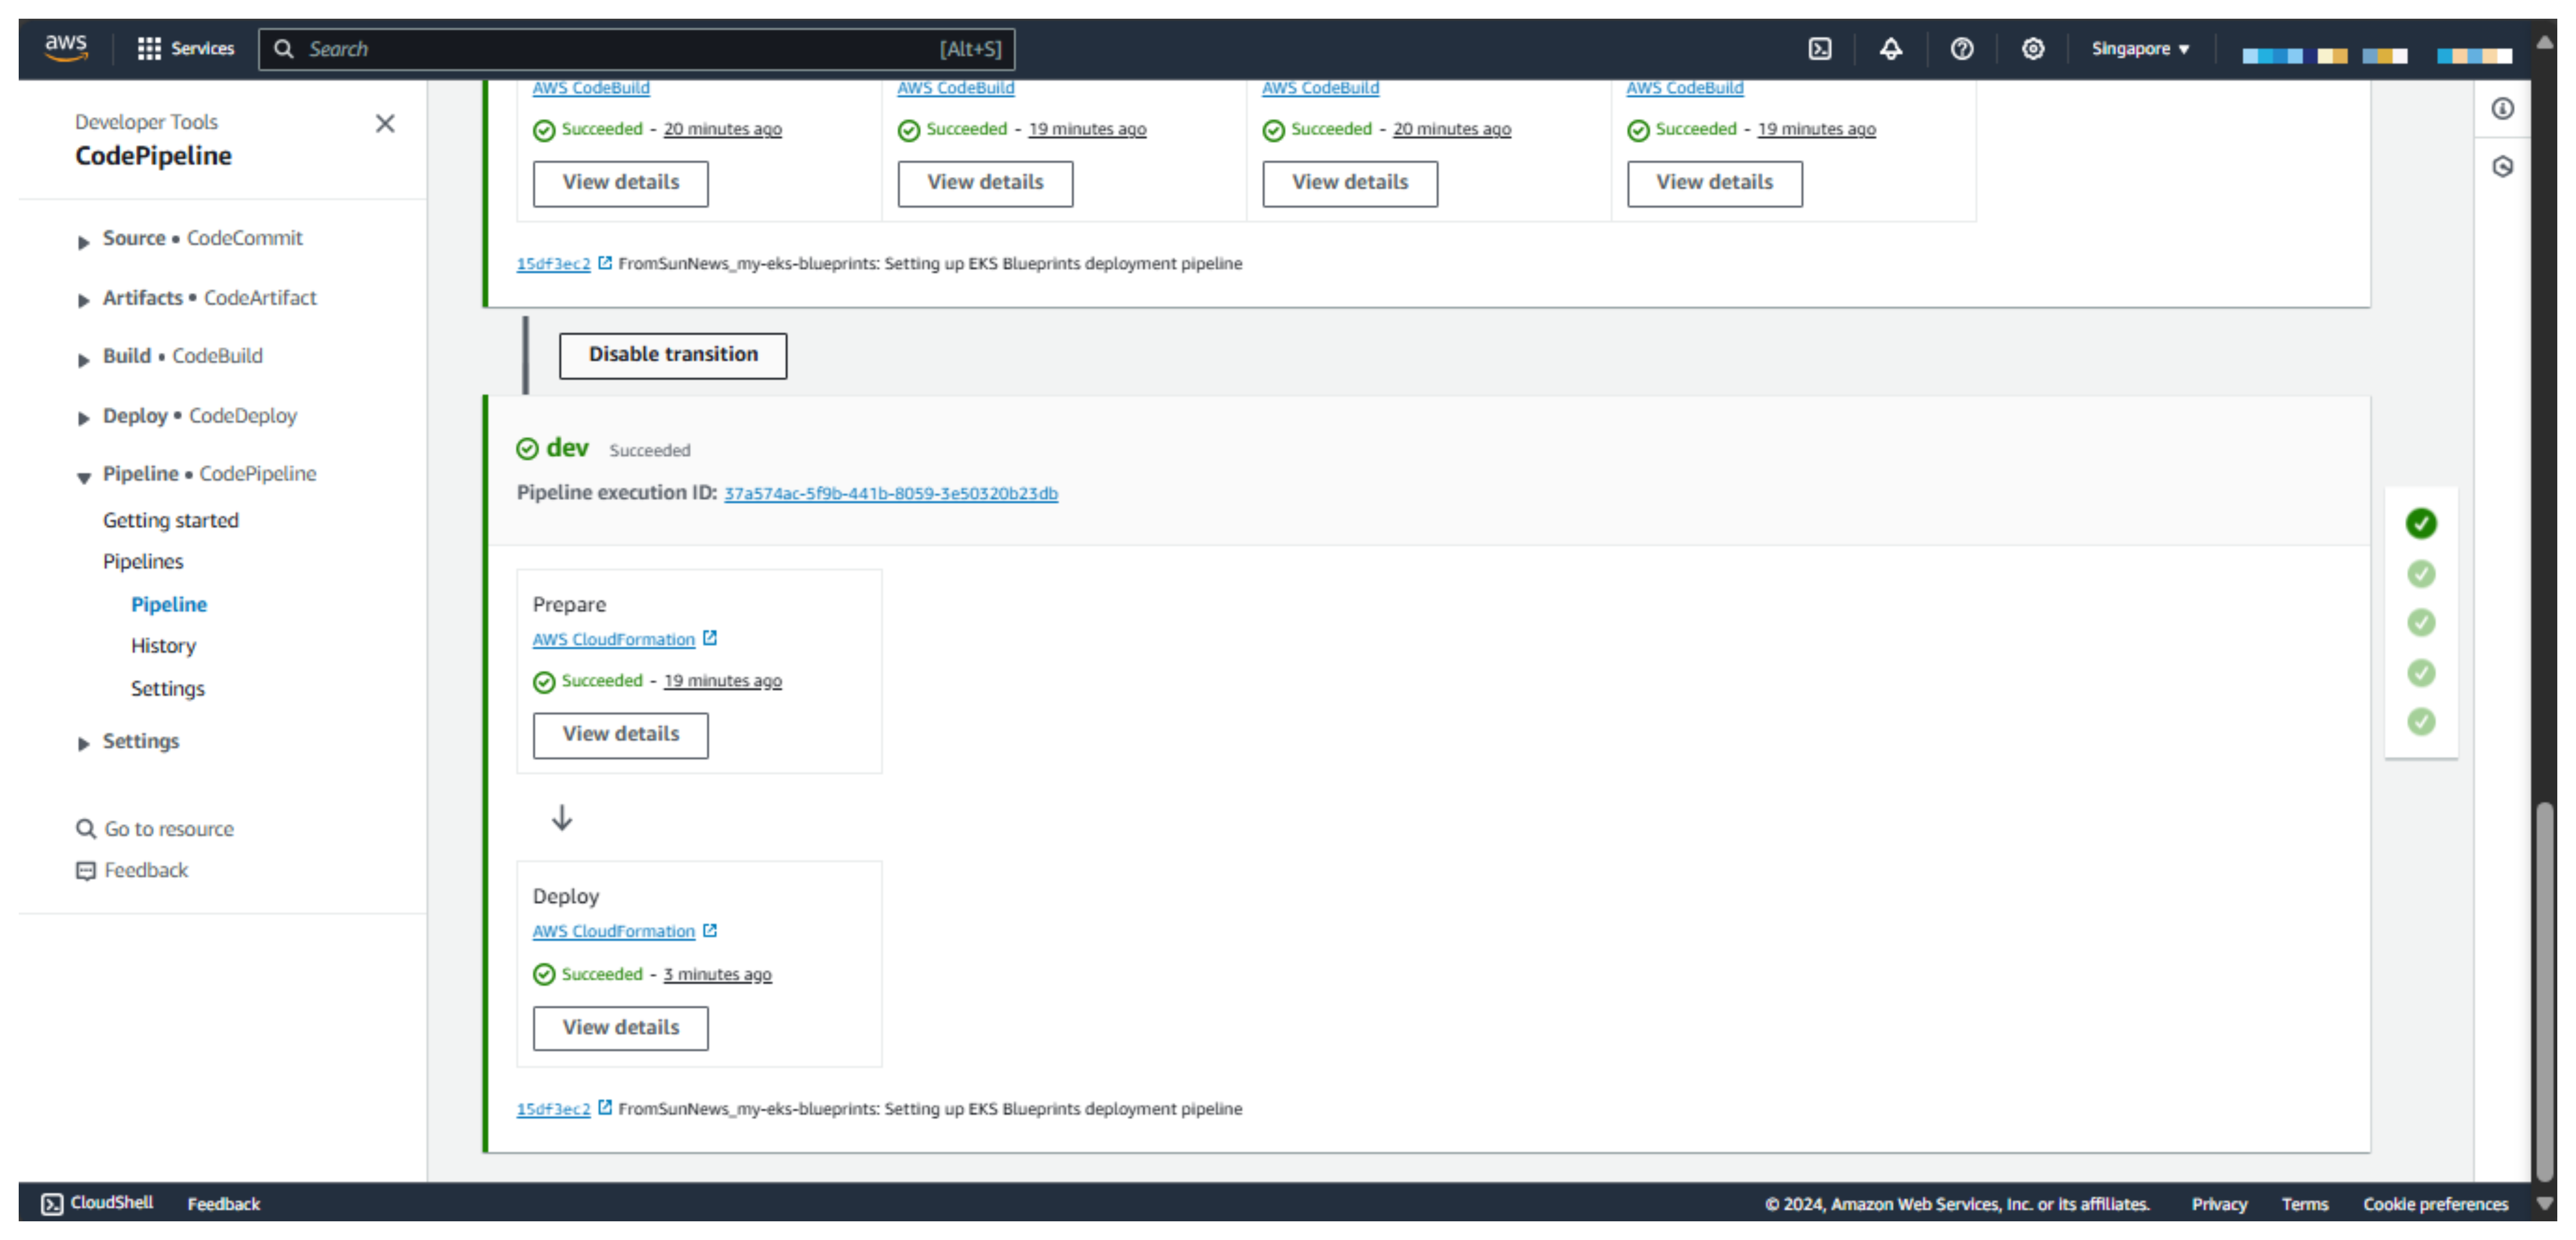 aws Services Search [Alt+S] Singapore ▼
Developer Tools
CodePipeline
Source • CodeCommit
Artifacts • CodeArtifact
Build • CodeBuild
Deploy • CodeDeploy
Pipeline • CodePipeline
Getting started
Pipelines
Pipeline
History
Settings
Settings
Go to resource
Feedback
AWS CodeBuild AWS CodeBuild AWS CodeBuild AWS CodeBuild
Succeeded - 20 minutes ago Succeeded - 19 minutes ago Succeeded - 20 minutes ago Succeeded - 19 minutes ago
View details View details View details View details
15df3ec2 FromSunNews_my-eks-blueprints: Setting up EKS Blueprints deployment pipeline
Disable transition
dev Succeeded
Pipeline execution ID: 37a574ac-5f9b-441b-8059-3e50320b23db
Prepare
AWS CloudFormation
Succeeded - 19 minutes ago
View details
Deploy
AWS CloudFormation
Succeeded - 3 minutes ago
View details
15df3ec2 FromSunNews_my-eks-blueprints: Setting up EKS Blueprints deployment pipeline
CloudShell Feedback © 2024, Amazon Web Services, Inc. or its affiliates. Privacy Terms Cookie preferences